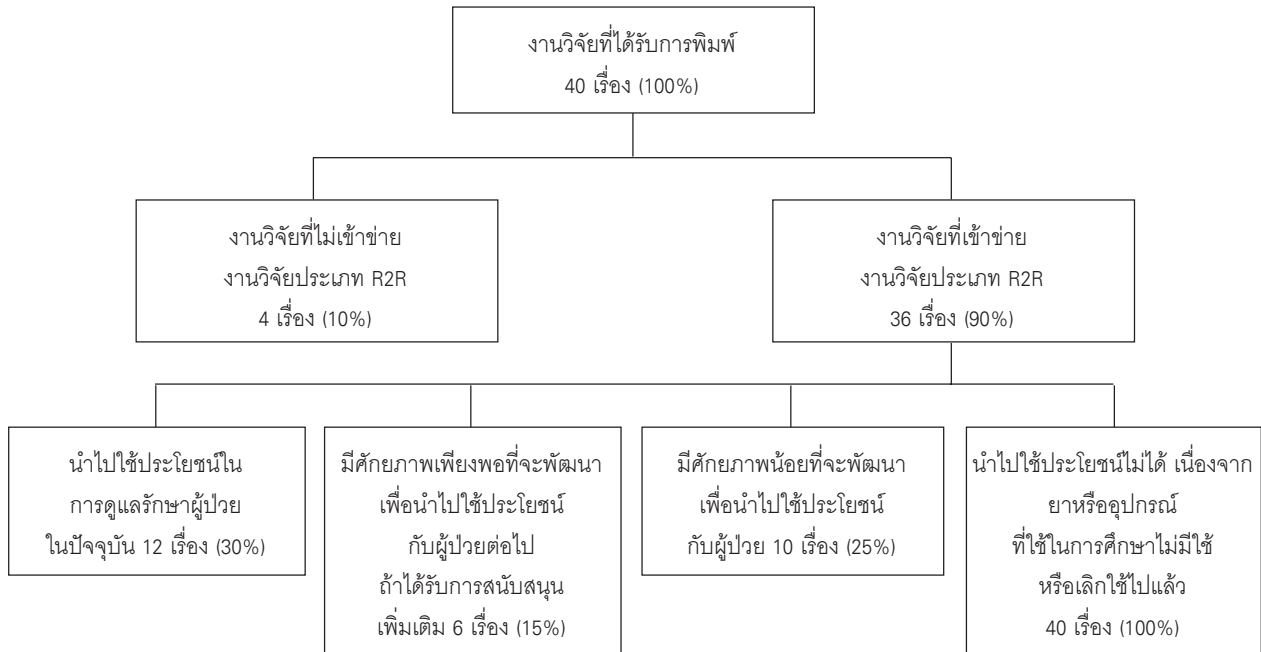 งานวิจัยที่ได้รับการพิมพ์
40 เรื่อง (100%)
งานวิจัยที่ไม่เข้าข่าย
งานวิจัยประเภท R2R
4 เรื่อง (10%)
งานวิจัยที่เข้าข่าย
งานวิจัยประเภท R2R
36 เรื่อง (90%)
นำไปใช้ประโยชน์ใน
การดูแลรักษาผู้ป่วย
ในปัจจุบัน 12 เรื่อง (30%)
มีศักยภาพเพียงพอที่จะพัฒนา
เพื่อนำไปใช้ประโยชน์
กับผู้ป่วยต่อไป
ถ้าได้รับการสนับสนุน
เพิ่มเติม 6 เรื่อง (15%)
มีศักยภาพน้อยที่จะพัฒนา
เพื่อนำไปใช้ประโยชน์
กับผู้ป่วย 10 เรื่อง (25%)
นำไปใช้ประโยชน์ไม่ได้ เนื่องจาก
ยาหรืออุปกรณ์
ที่ใช้ในการศึกษาไม่มีใช้
หรือเลิกใช้ไปแล้ว
40 เรื่อง (100%)